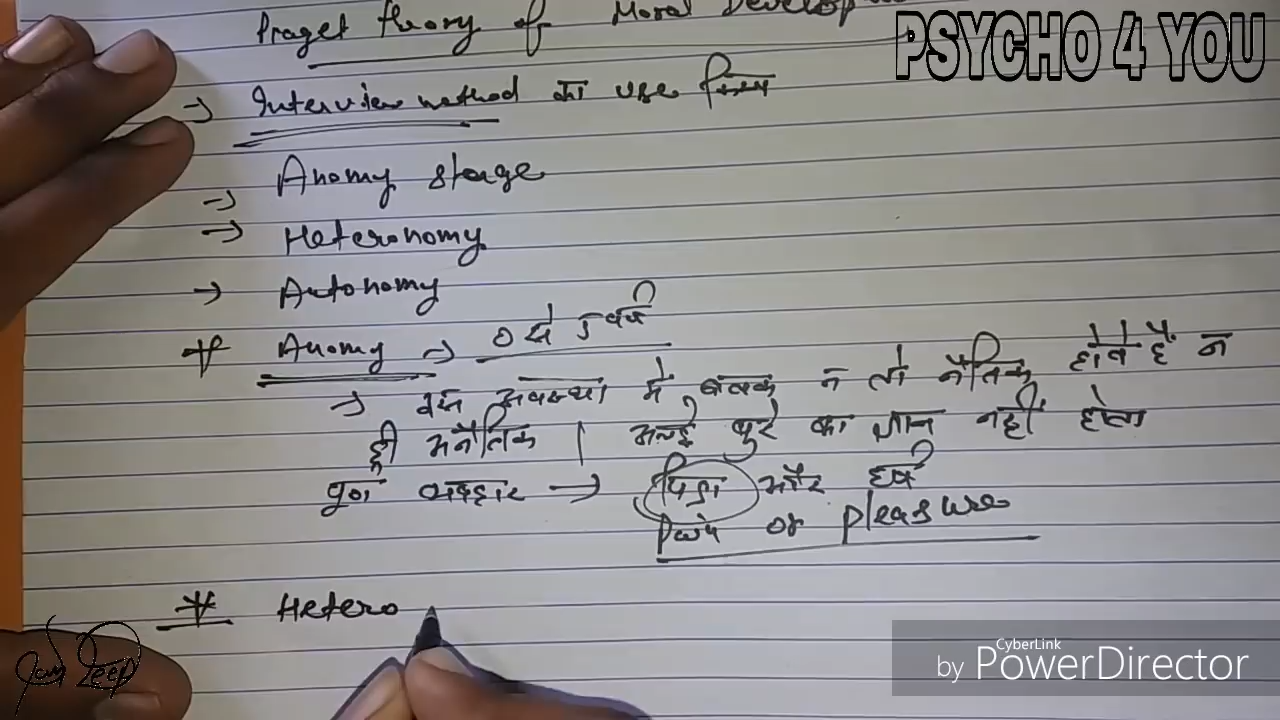 Piaget theory of Moral Develop
PSYCHO 4 YOU
→ Interview method का use किया
→ Anomy stage
→ Heteronomy
→ Autonomy
* Anomy → 0 से 5 वर्ष
→ इस अवस्था में बालक न तो नैतिक होते हैं न
ही अनैतिक | अच्छे बुरे का ज्ञान नहीं होता
व्यवहार → पिड़ा और हर्ष
Pain or pleasure
* Hetero
CyberLink
by PowerDirector